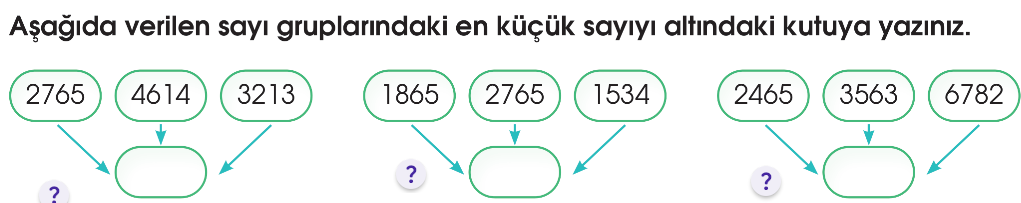 Aşağıda verilen sayı gruplarındaki en küçük sayıyı altındaki kutuya yazınız.
2765 4614 3213 1865 2765 1534 2465 3563 6782
? ? ?